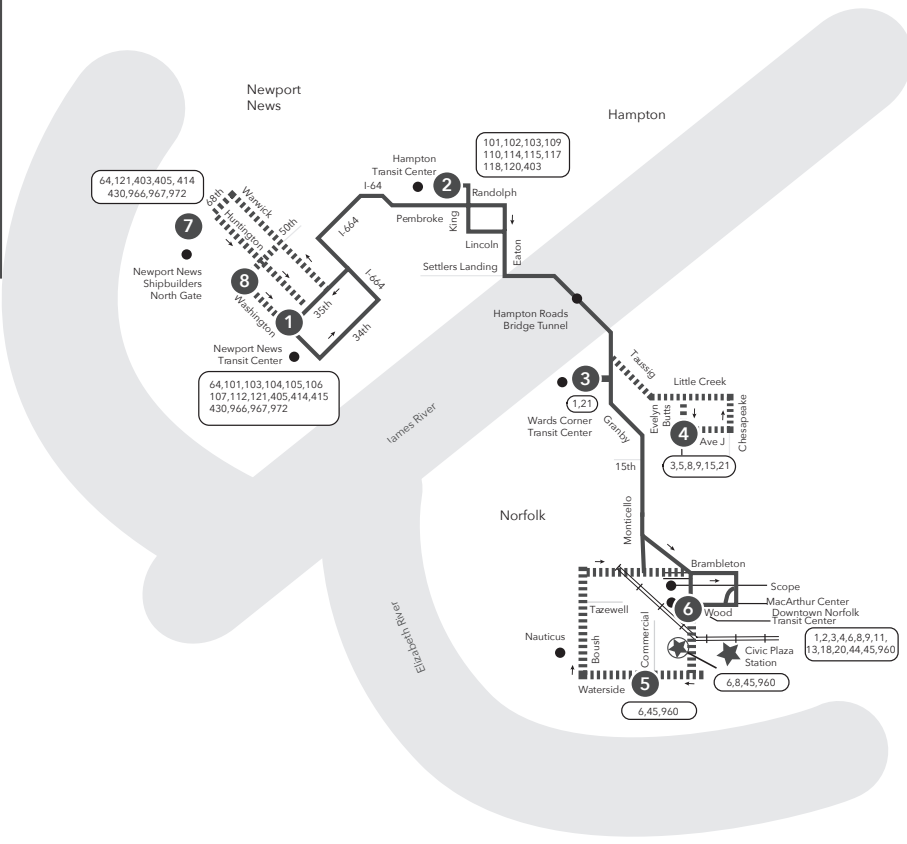 Newport
News
Hampton
101,102,103,109
110,114,115,117
118,120,403
Hampton
Transit Center
2
I-64
Randolph
64,121,403,405, 414
430,966,967,972
68th
Warwick
Huntington
50th
7
Pembroke
King
I-664
Lincoln
Eaton
Newport News
Shipbuilders
North Gate
8
Washington
Settlers Landing
I-664
35th
34th
1
Hampton Roads
Bridge Tunnel
Newport News
Transit Center
64,101,103,104,105,106
107,112,121,405,414,415
430,966,967,972
Taussig
3
1,21
Little Creek
Wards Corner
Transit Center
Granby
Evelyn
Butts
Chesapeake
4
Ave J
James River
15th
3,5,8,9,15,21
Norfolk
Monticello
Brambleton
Scope
MacArthur Center
Downtown Norfolk
Transit Center
6
Wood
Tazewell
Elizabeth River
Nauticus
Boush
Commercial
Civic Plaza
Station
1,2,3,4,6,8,9,11,
13,18,20,44,45,960
Waterside
5
6,8,45,960
6,45,960